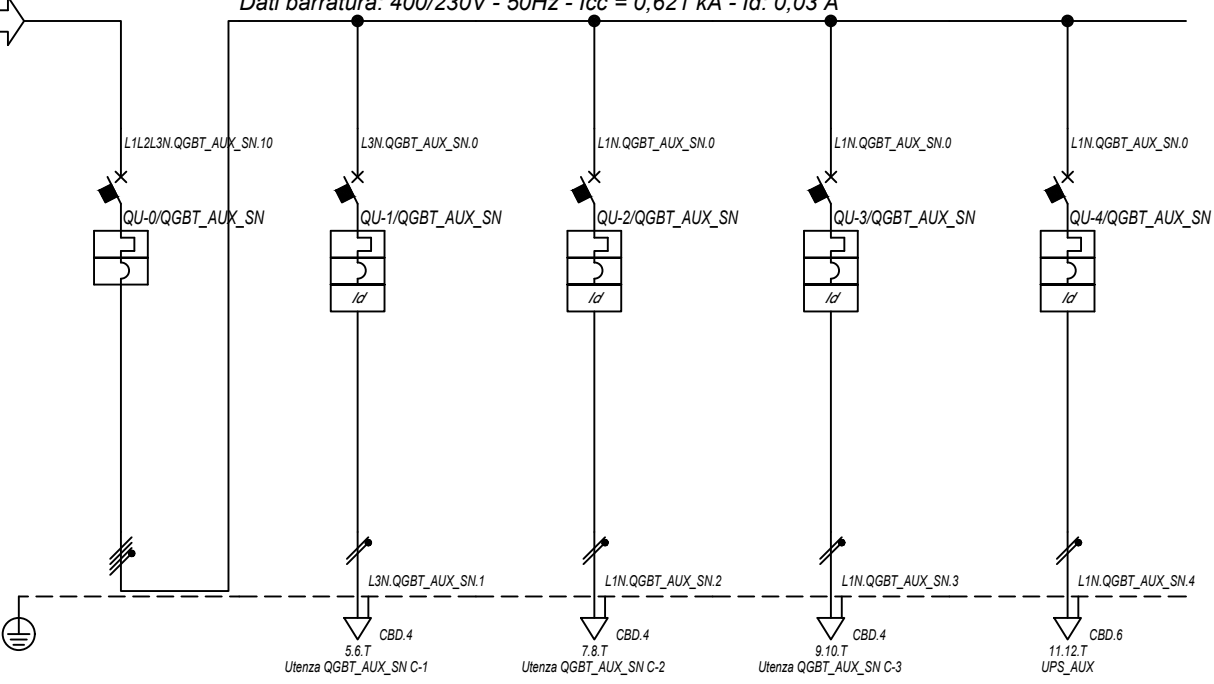 Dati barratura: 400/230V - 50Hz - Icc = 0,621 kA - Id: 0,03 A
L1L2L3N.QGBT_AUX_SN.10
L3N.QGBT_AUX_SN.0
L1N.QGBT_AUX_SN.0
L1N.QGBT_AUX_SN.0
L1N.QGBT_AUX_SN.0
QU-0/QGBT_AUX_SN
QU-1/QGBT_AUX_SN
QU-2/QGBT_AUX_SN
QU-3/QGBT_AUX_SN
QU-4/QGBT_AUX_SN
Id
Id
Id
Id
L3N.QGBT_AUX_SN.1
L1N.QGBT_AUX_SN.2
L1N.QGBT_AUX_SN.3
L1N.QGBT_AUX_SN.4
CBD.4
CBD.4
CBD.4
CBD.6
5.6.T
7.8.T
9.10.T
11.12.T
Utenza QGBT_AUX_SN C-1
Utenza QGBT_AUX_SN C-2
Utenza QGBT_AUX_SN C-3
UPS_AUX